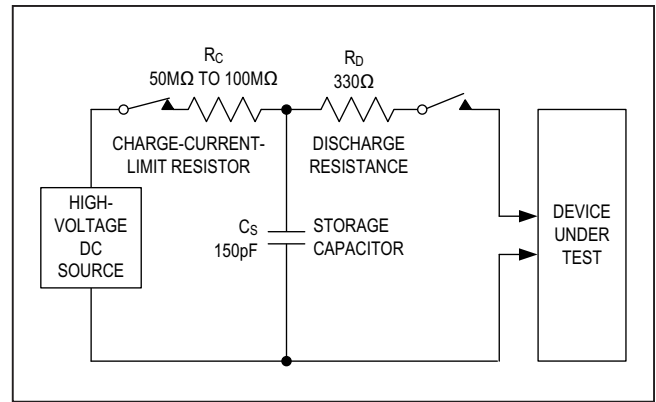 RC
50MΩ TO 100MΩ
RD
330Ω
CHARGE-CURRENT-
LIMIT RESISTOR
DISCHARGE
RESISTANCE
HIGH-
VOLTAGE
DC
SOURCE
CS
150pF
STORAGE
CAPACITOR
DEVICE
UNDER
TEST